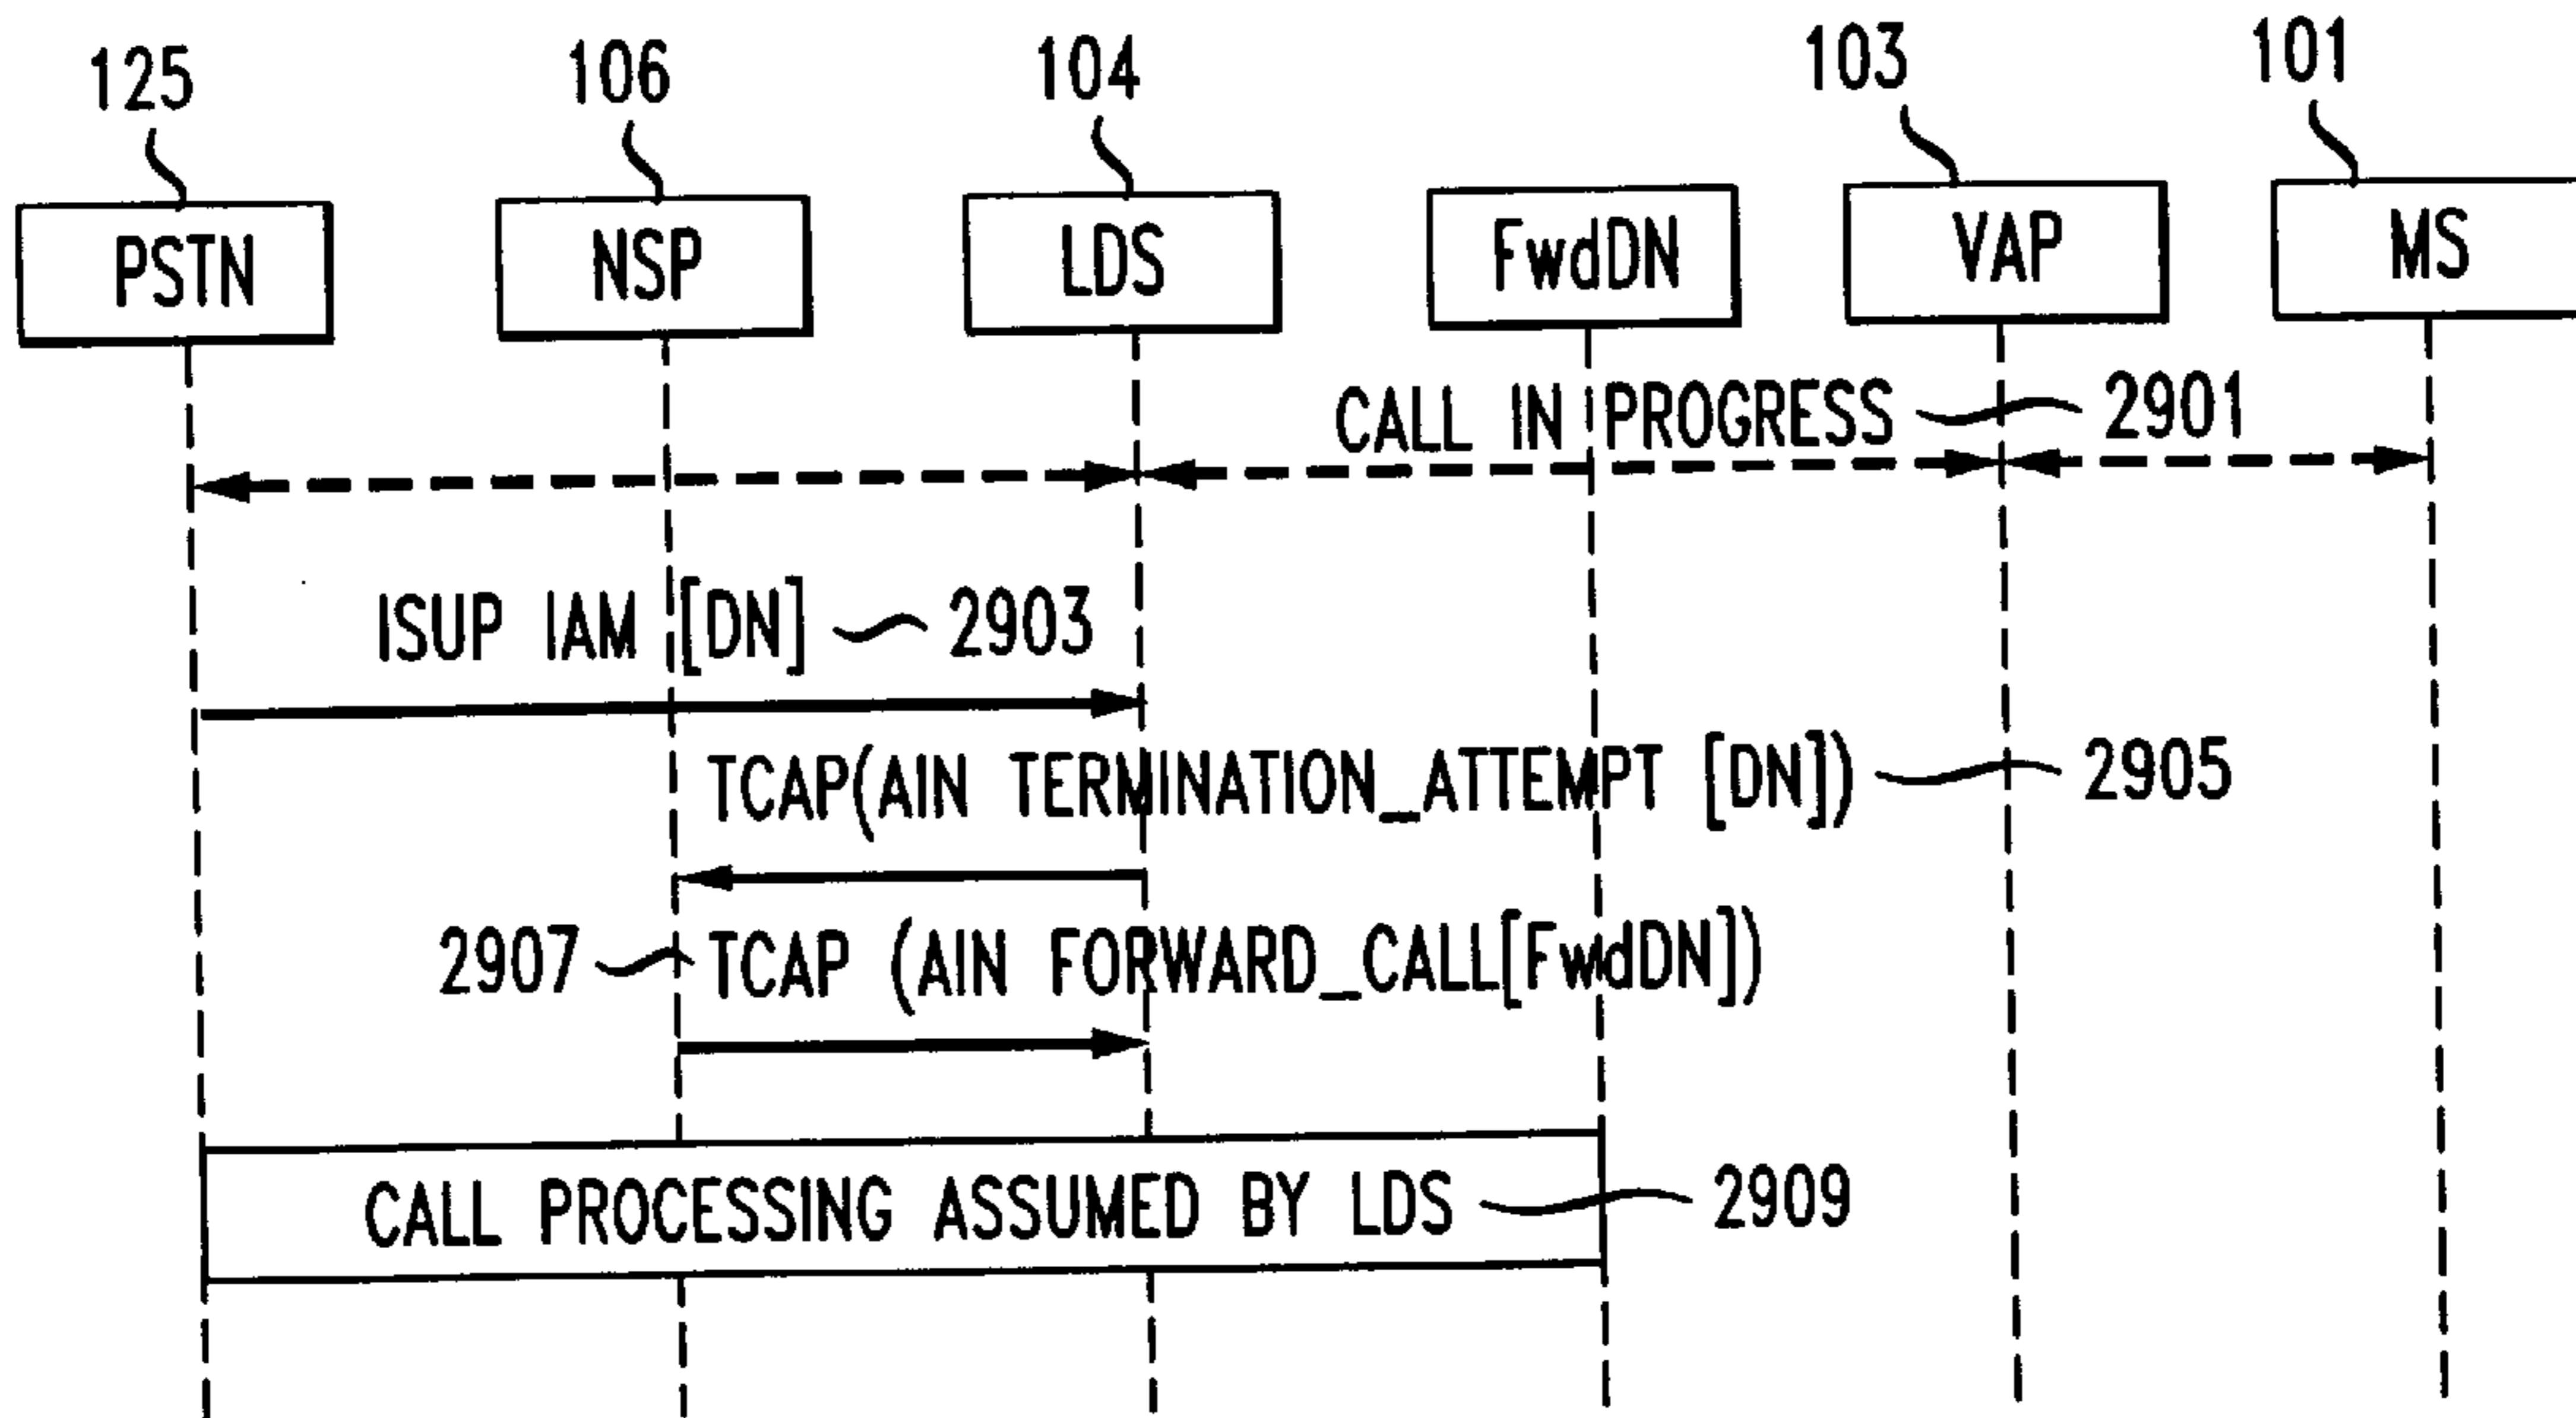 125 106 104 103 101
PSTN NSP LDS FwdDN VAP MS
CALL IN PROGRESS 2901
ISUP IAM [DN] 2903
TCAP(AIN TERMINATION_ATTEMPT [DN]) 2905
2907 TCAP (AIN FORWARD_CALL[FwdDN])
CALL PROCESSING ASSUMED BY LDS 2909